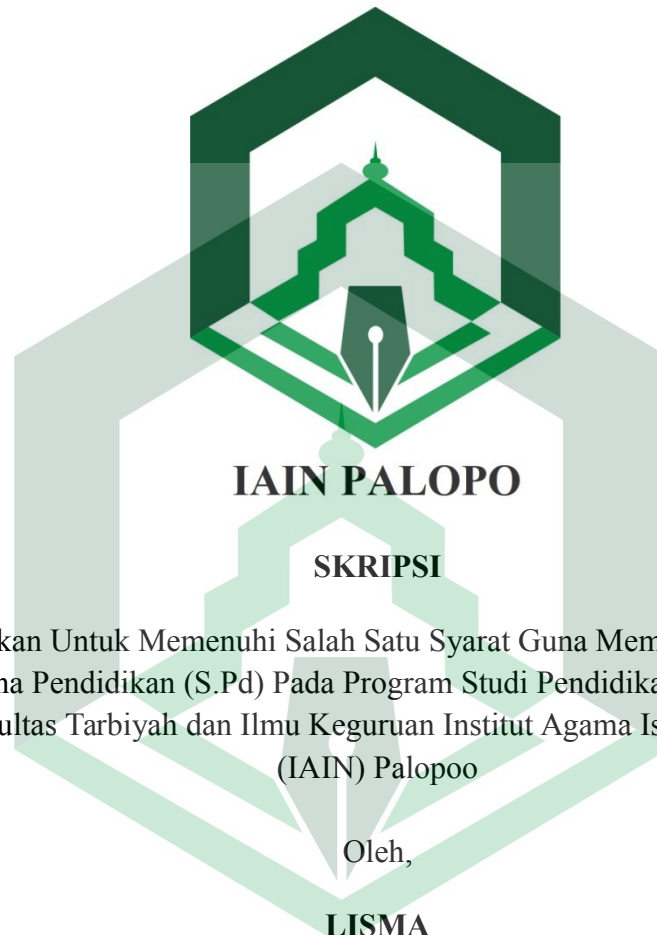 IAIN PALOPO
SKRIPSI
kan Untuk Memenuhi Salah Satu Syarat Guna Mem
na Pendidikan (S.Pd) Pada Program Studi Pendidika
ultas Tarbiyah dan Ilmu Keguruan Institut Agama Is
(IAIN) Palopoo
Oleh,
LISMA